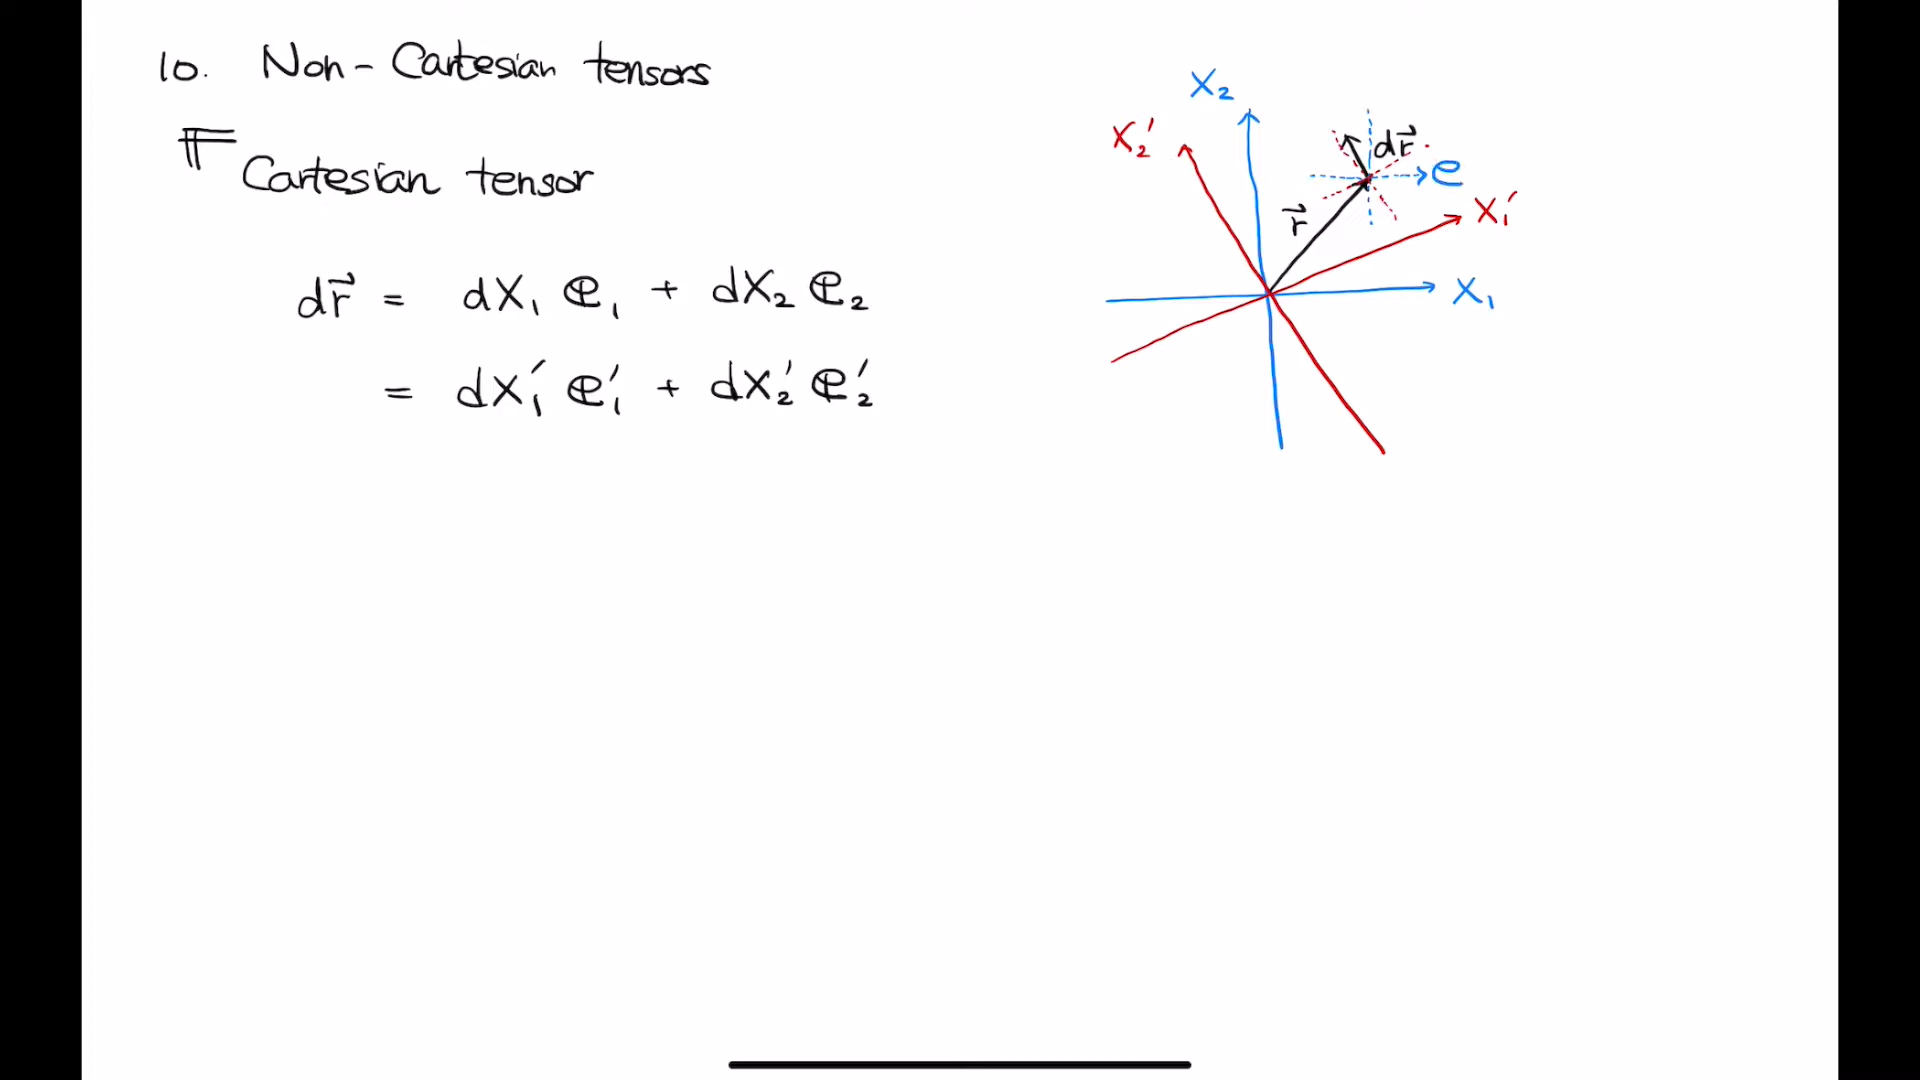 10. Non-Cartesian tensors
Cartesian tensor
dr⃗ = dx₁ e₁ + dx₂ e₂
= dx₁′ e₁′ + dx₂′ e₂′
x₂
x₂′
dr⃗
e
r⃗
x₁′
x₁